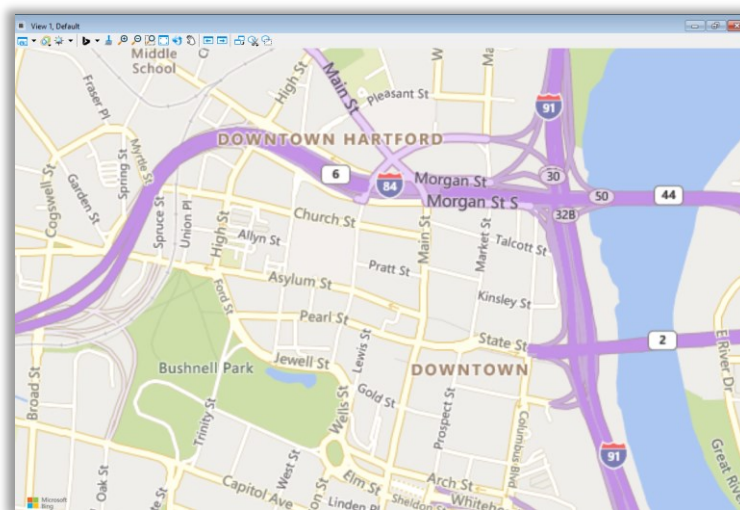 View 1, Default
Middle
School
High St
Main St
Pleasant St
Fraser Pl
91
DOWNTOWN HARTFORD
Myrtle St
6
84
Morgan St
30
50
44
Morgan St S
32B
Cogswell St
Garden St
Spring St
Spruce St
Union Pl
High St
Church St
Allyn St
Main St
Market St
Talcott St
Pratt St
Asylum St
Ford St
Kinsley St
Pearl St
State St
2
Lewis St
Jewell St
Bushnell Park
DOWNTOWN
E River Dr
Broad St
Gold St
Trinity St
Wells St
Prospect St
Columbus Blvd
91
Great Riv
Oak St
West St
Elm St
Arch St
Capitol Ave
Linden Pl
Sheldon St
Whiteh
Microsoft
Bing